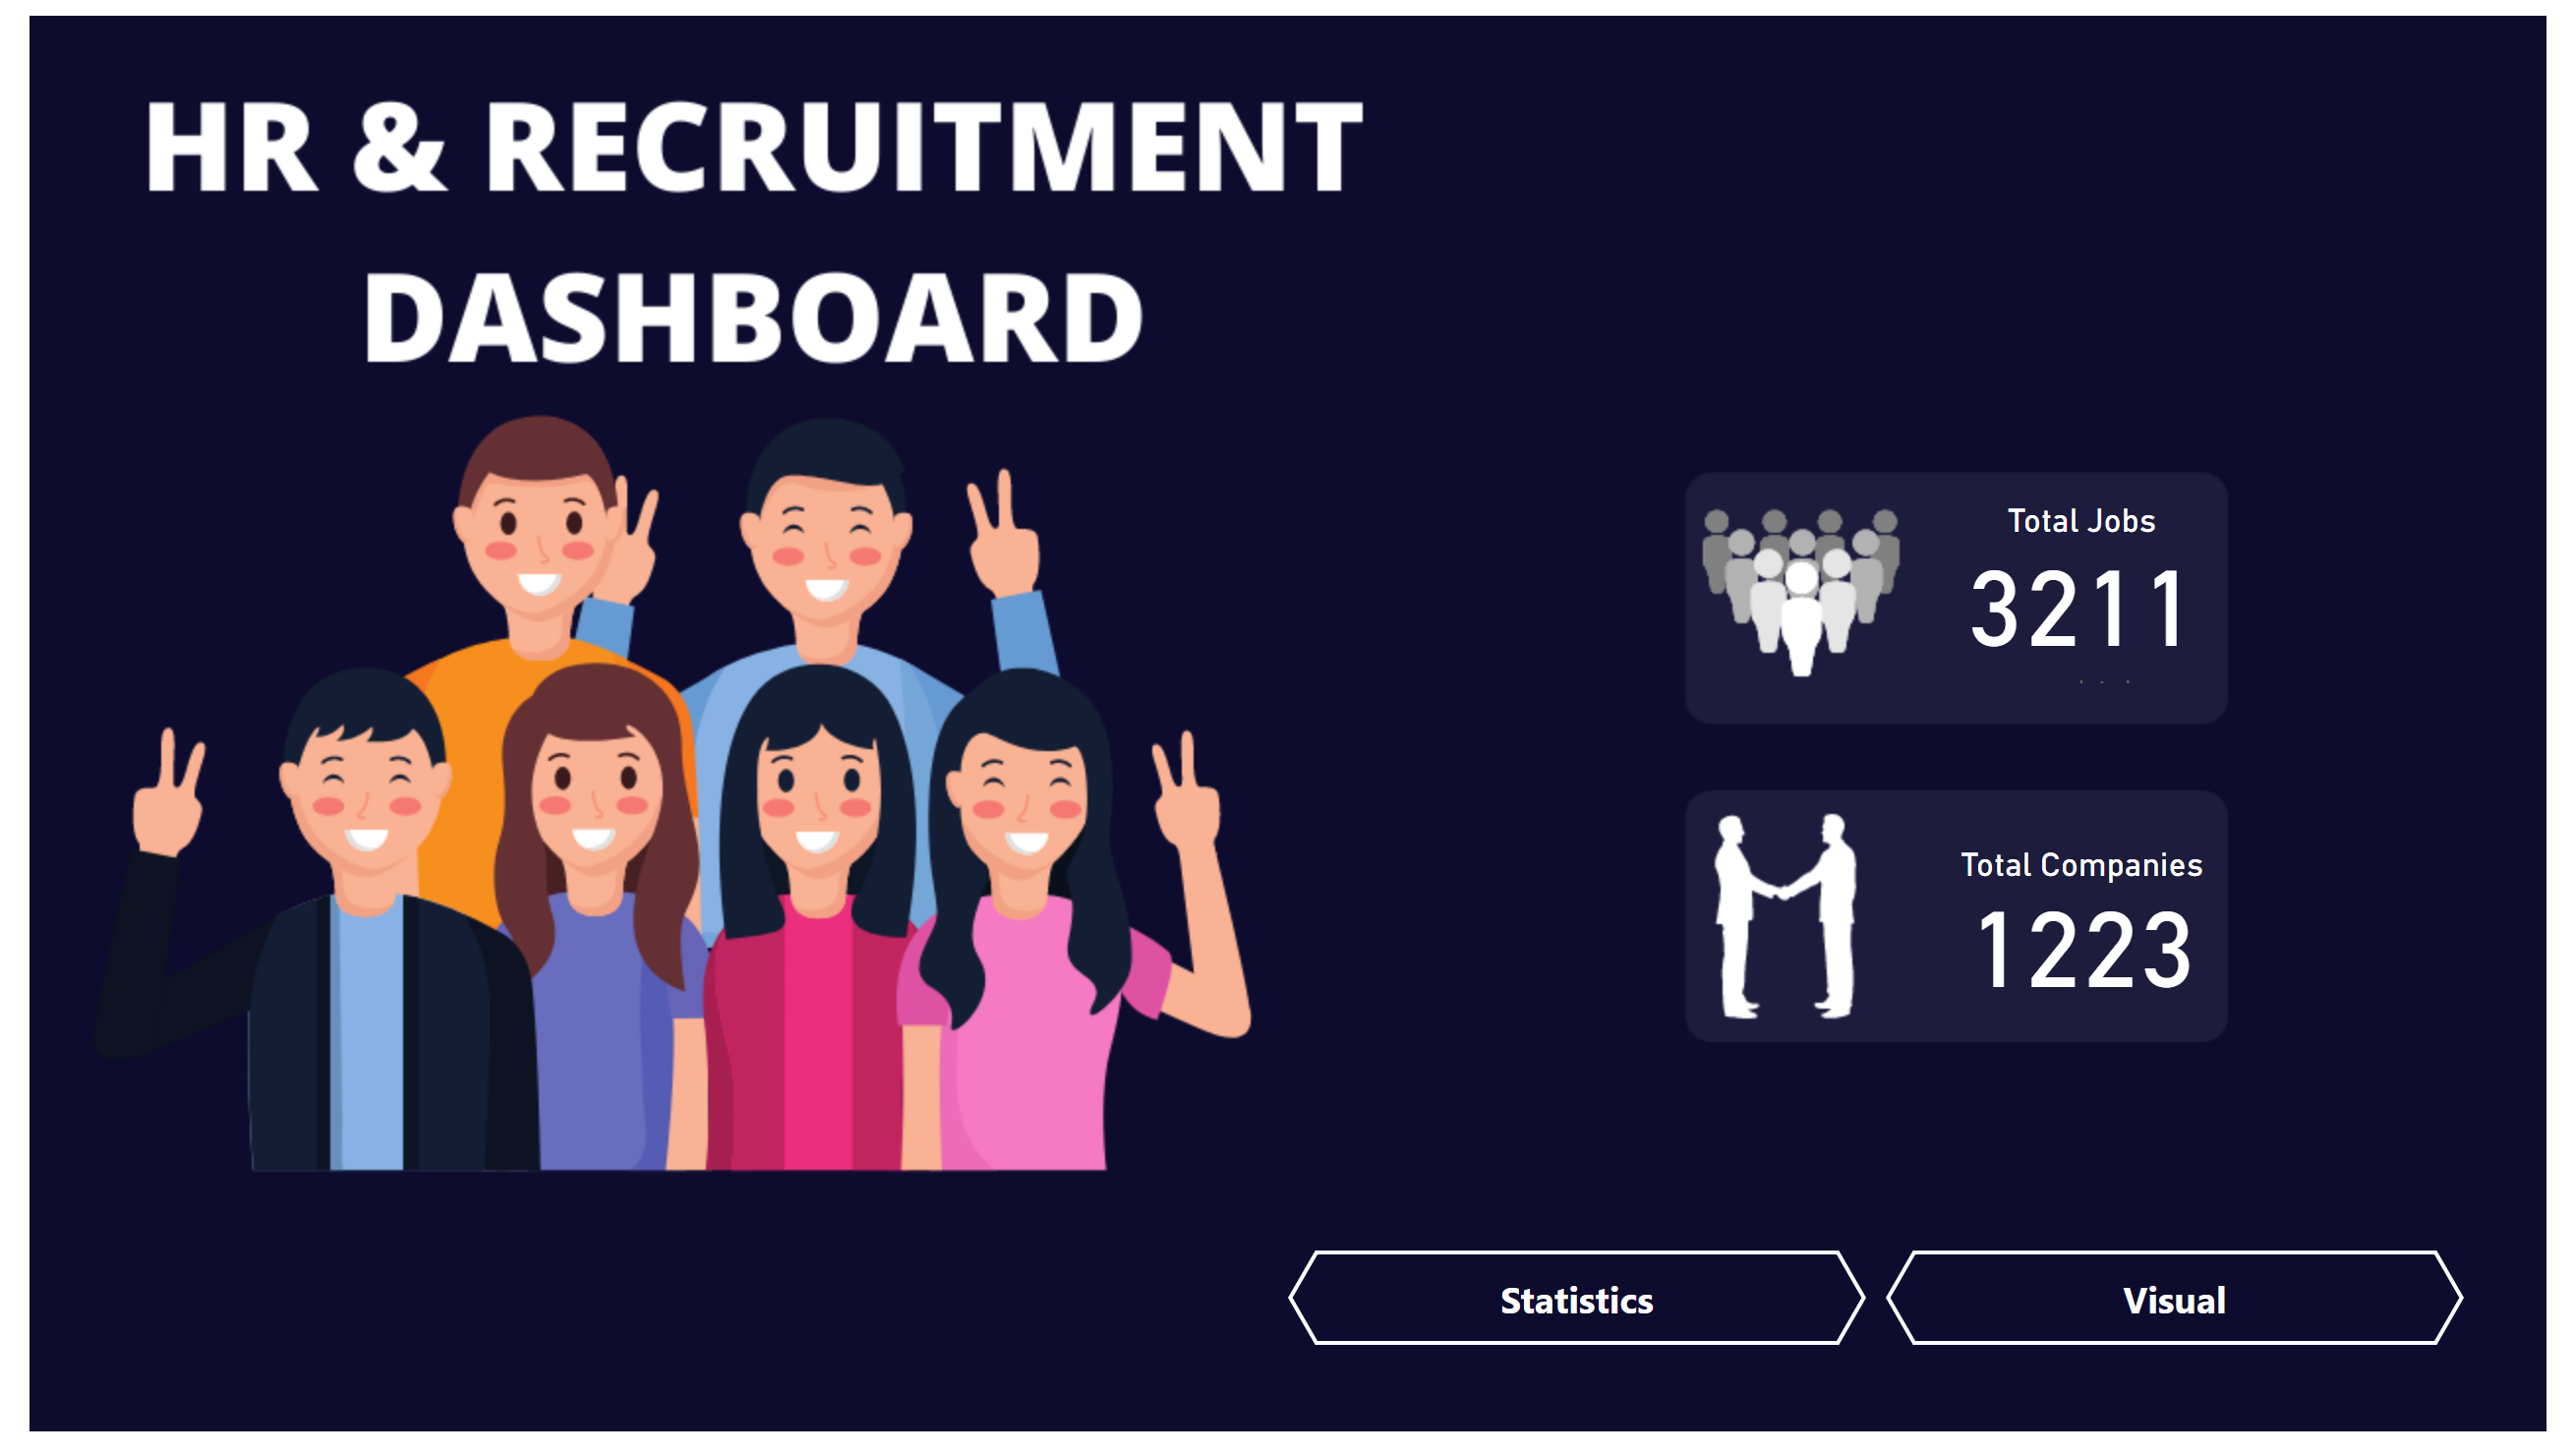 HR & RECRUITMENT
DASHBOARD
Total Jobs
3211
Total Companies
1223
Statistics
Visual